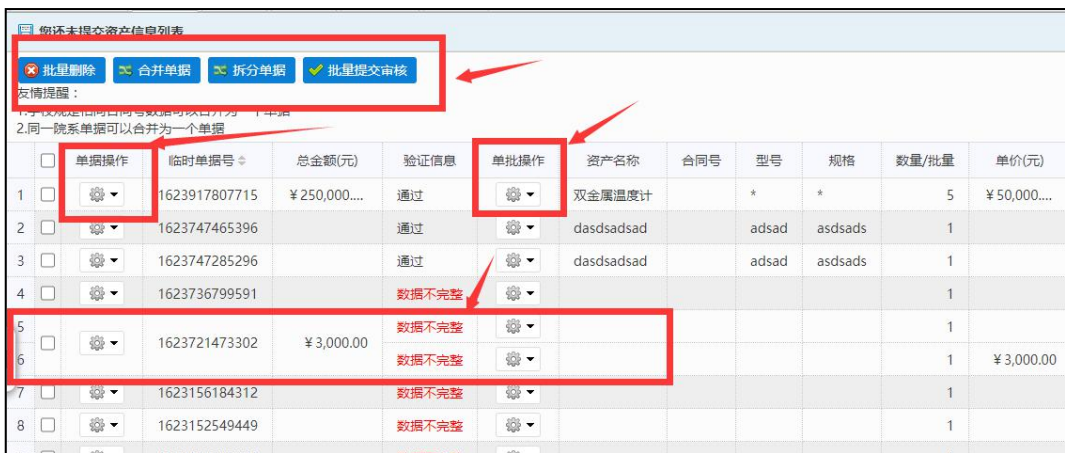 您还未提交资产信息列表
批量删除 合并单据 拆分单据 批量提交审核
友情提醒：
2.同一院系单据可以合并为一个单据
单据操作 临时单据号 总金额(元) 验证信息 单批操作 资产名称 合同号 型号 规格 数量/批量 单价(元)
1 1623917807715 ¥250,000.... 通过 双金属温度计 * * 5 ¥50,000....
2 1623747465396 通过 dasdsadsad adsad asdsads 1
3 1623747285296 通过 dasdsadsad adsad asdsads 1
4 1623736799591 数据不完整 1
5 1623721473302 ¥3,000.00 数据不完整 1
6 数据不完整 1 ¥3,000.00
7 1623156184312 数据不完整 1
8 1623152549449 数据不完整 1